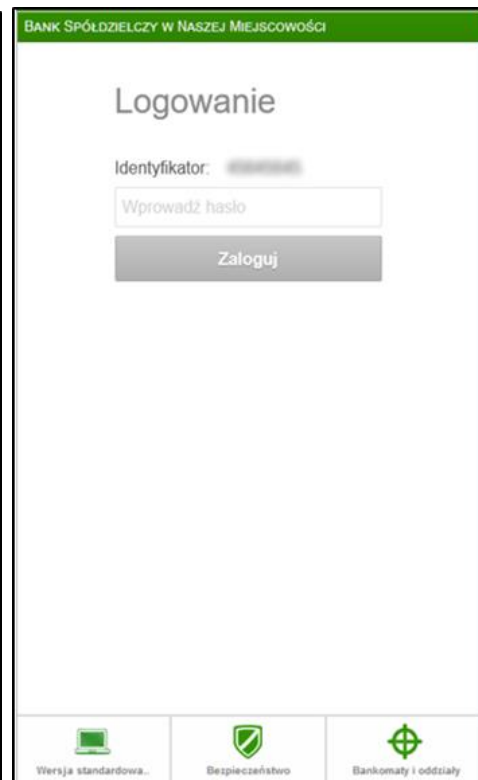 BANK SPÓŁDZIELCZY W NASZEJ MIEJSCOWOŚCI
Logowanie
Identyfikator:
Wprowadź hasło
Zaloguj
Wersja standardowa..
Bezpieczeństwo
Bankomaty i oddziały